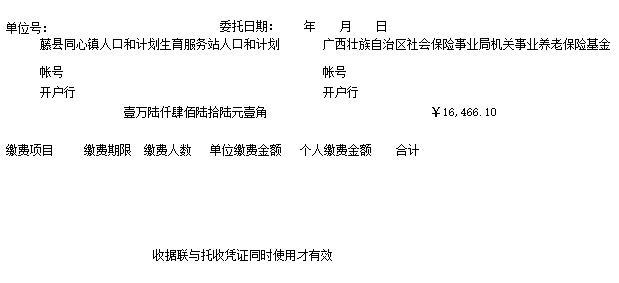 单位号： 委托日期： 年 月 日
藤县同心镇人口和计划生育服务站人口和计划 广西壮族自治区社会保险事业局机关事业养老保险基金
帐号 帐号
开户行 开户行
壹万陆仟肆佰陆拾陆元壹角 ￥16,466.10
缴费项目 缴费期限 缴费人数 单位缴费金额 个人缴费金额 合计
收据联与托收凭证同时使用才有效